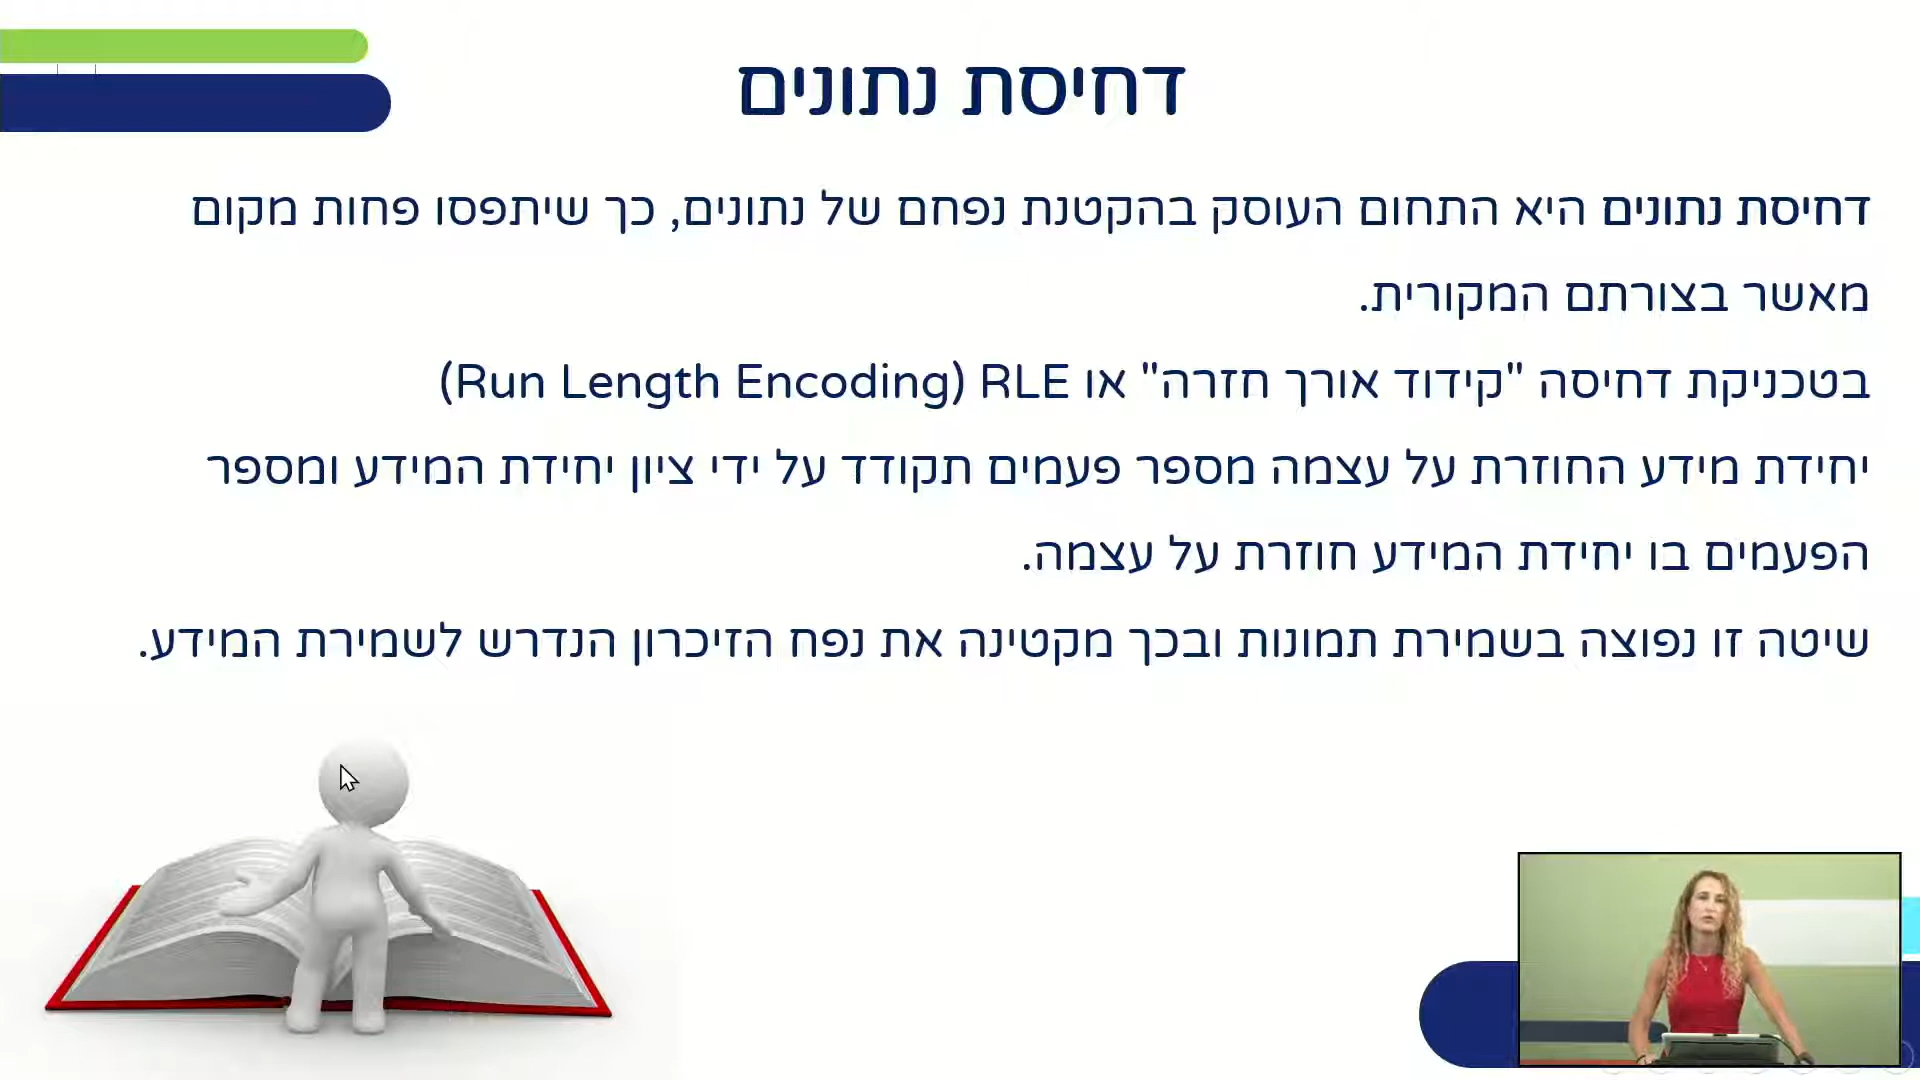 דחיסת נתונים
דחיסת נתונים היא התחום העוסק בהקטנת נפחם של נתונים, כך שיתפסו פחות מקום
מאשר בצורתם המקורית.
בטכניקת דחיסה "קידוד אורך חזרה" או RLE (Run Length Encoding)
יחידת מידע החוזרת על עצמה מספר פעמים תקודד על ידי ציון יחידת המידע ומספר
הפעמים בו יחידת המידע חוזרת על עצמה.
שיטה זו נפוצה בשמירת תמונות ובכך מקטינה את נפח הזיכרון הנדרש לשמירת המידע.